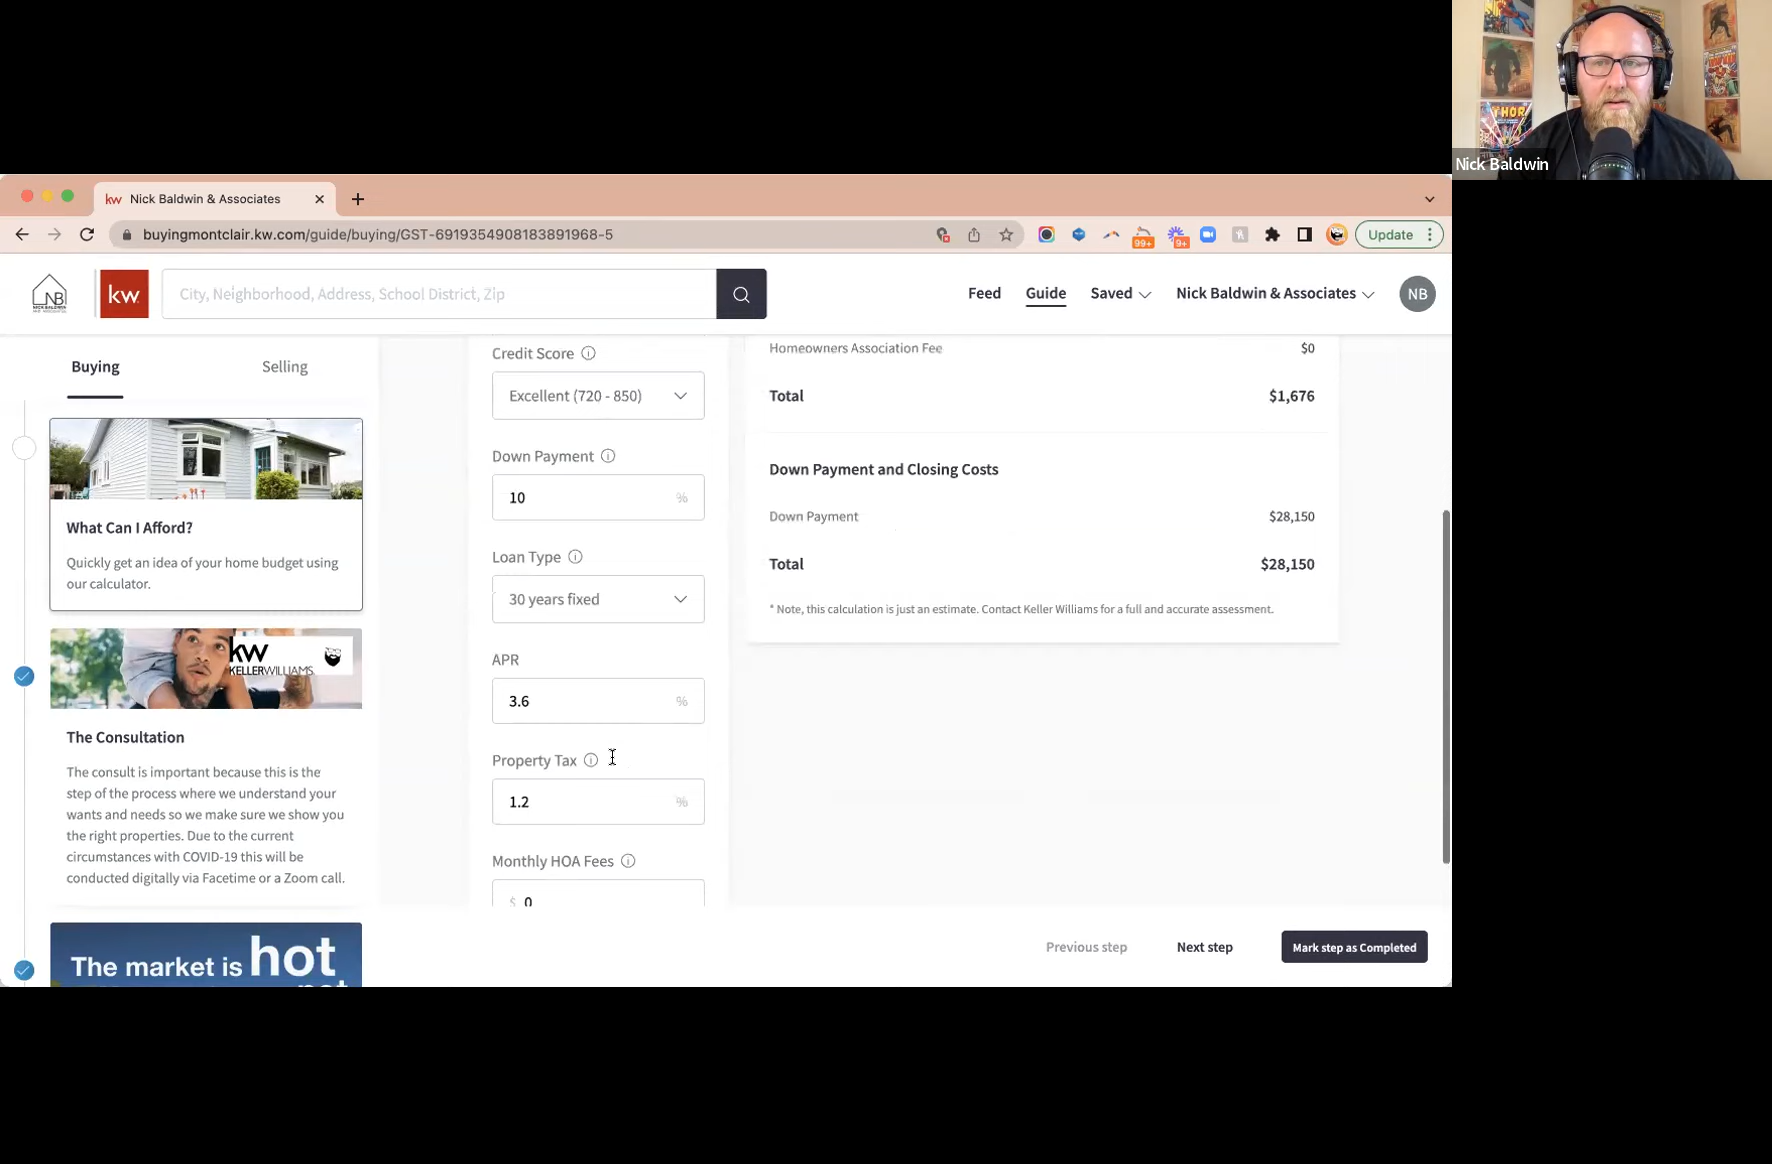 THOR
Nick Baldwin
kw Nick Baldwin & Associates
buyingmontclair.kw.com/guide/buying/GST-6919354908183891968-5
99+
9+
Update
NB
kw
City, Neighborhood, Address, School District, Zip
Feed
Guide
Saved
Nick Baldwin & Associates
NB
Buying
Selling
What Can I Afford?
Quickly get an idea of your home budget using
our calculator.
kw
KELLERWILLIAMS
The Consultation
The consult is important because this is the
step of the process where we understand your
wants and needs so we make sure we show you
the right properties. Due to the current
circumstances with COVID-19 this will be
conducted digitally via Facetime or a Zoom call.
The market is hot
Credit Score
Excellent (720 - 850)
Down Payment
10 %
Loan Type
30 years fixed
APR
3.6 %
Property Tax
1.2 %
Monthly HOA Fees
$ 0
Homeowners Association Fee $0
Total $1,676
Down Payment and Closing Costs
Down Payment $28,150
Total $28,150
* Note, this calculation is just an estimate. Contact Keller Williams for a full and accurate assessment.
Previous step
Next step
Mark step as Completed